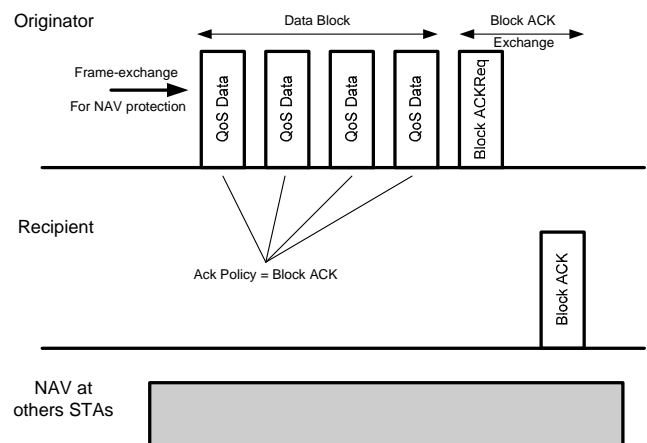 Originator
Data Block
Block ACK
Exchange
Frame-exchange
For NAV protection
QoS Data
QoS Data
QoS Data
QoS Data
Block ACKReq
Recipient
Ack Policy = Block ACK
Block ACK
NAV at
others STAs